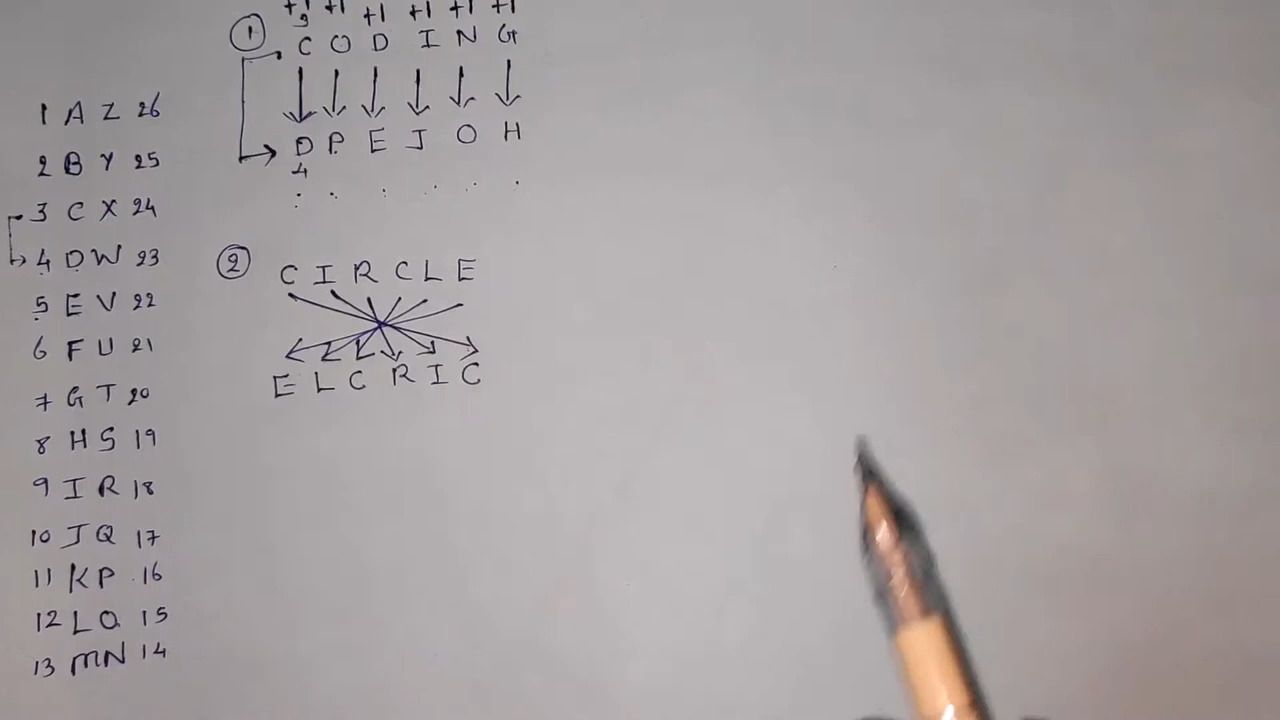 +1 +1 +1 +1 +1 +1
3
① C O D I N G
D P E J O H
4
1 A Z 26
2 B Y 25
3 C X 24
4 D W 23
5 E V 22
6 F U 21
7 G T 20
8 H S 19
9 I R 18
10 J Q 17
11 K P 16
12 L O 15
13 M N 14
② C I R C L E
E L C R I C